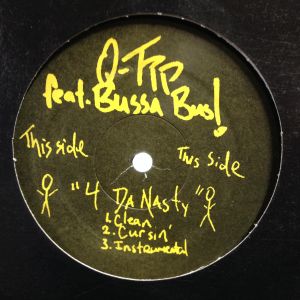 Q-TIP
feat. Bussa Bus!
This side
This side
"4 Da Nasty"
1. Clean
2. Cursin'
3. Instrumental